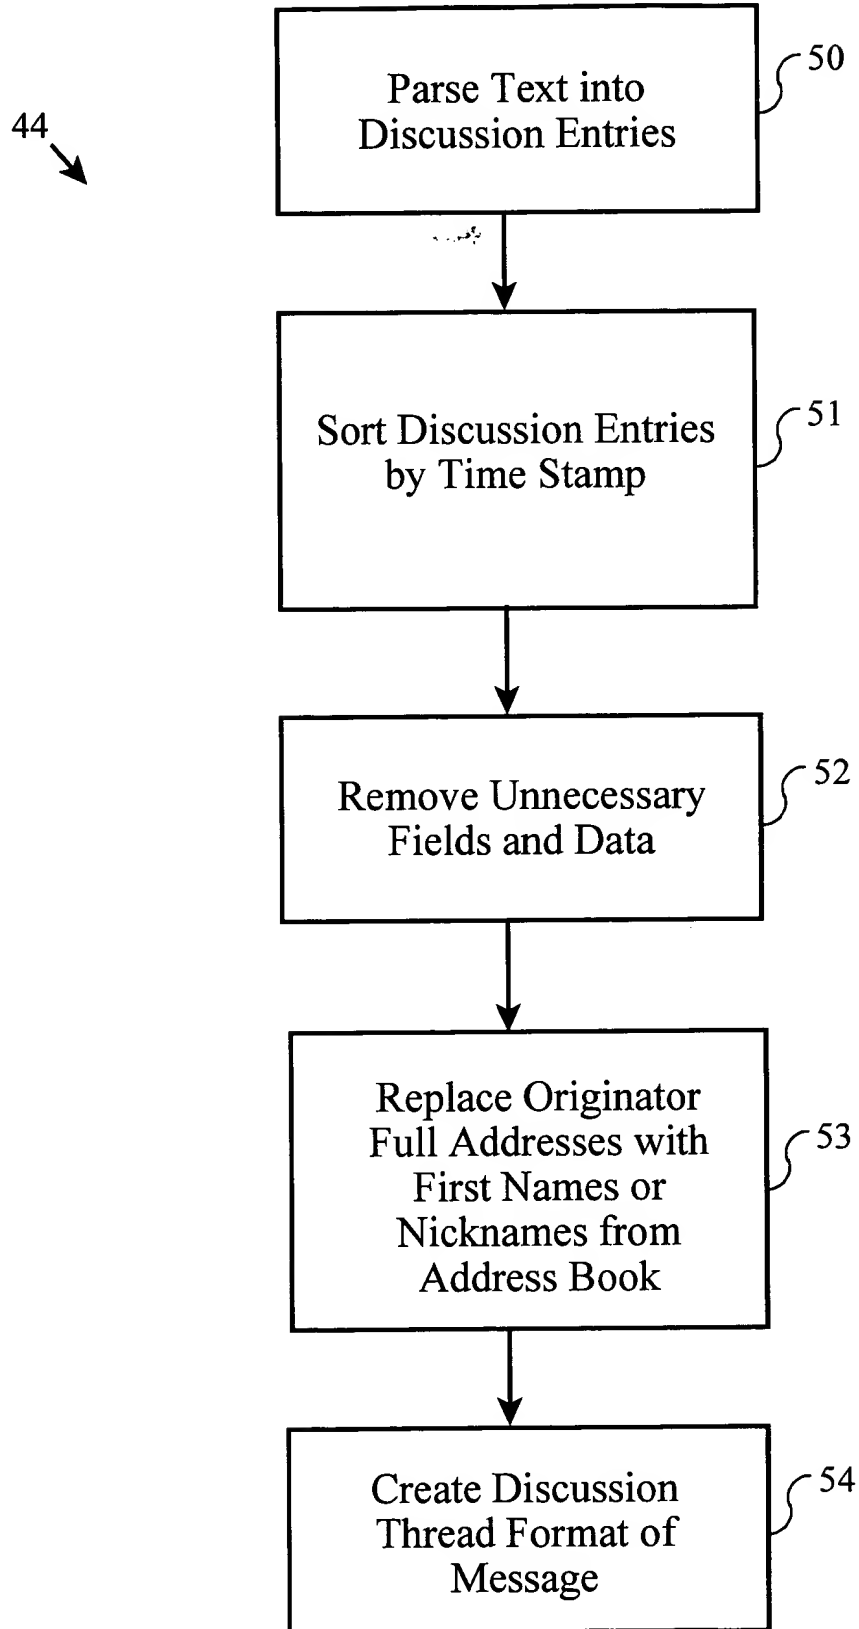 50
Parse Text into
Discussion Entries
44
51
Sort Discussion Entries
by Time Stamp
52
Remove Unnecessary
Fields and Data
Replace Originator
Full Addresses with
53
First Names or
Nicknames from
Address Book
54
Create Discussion
Thread Format of
Message